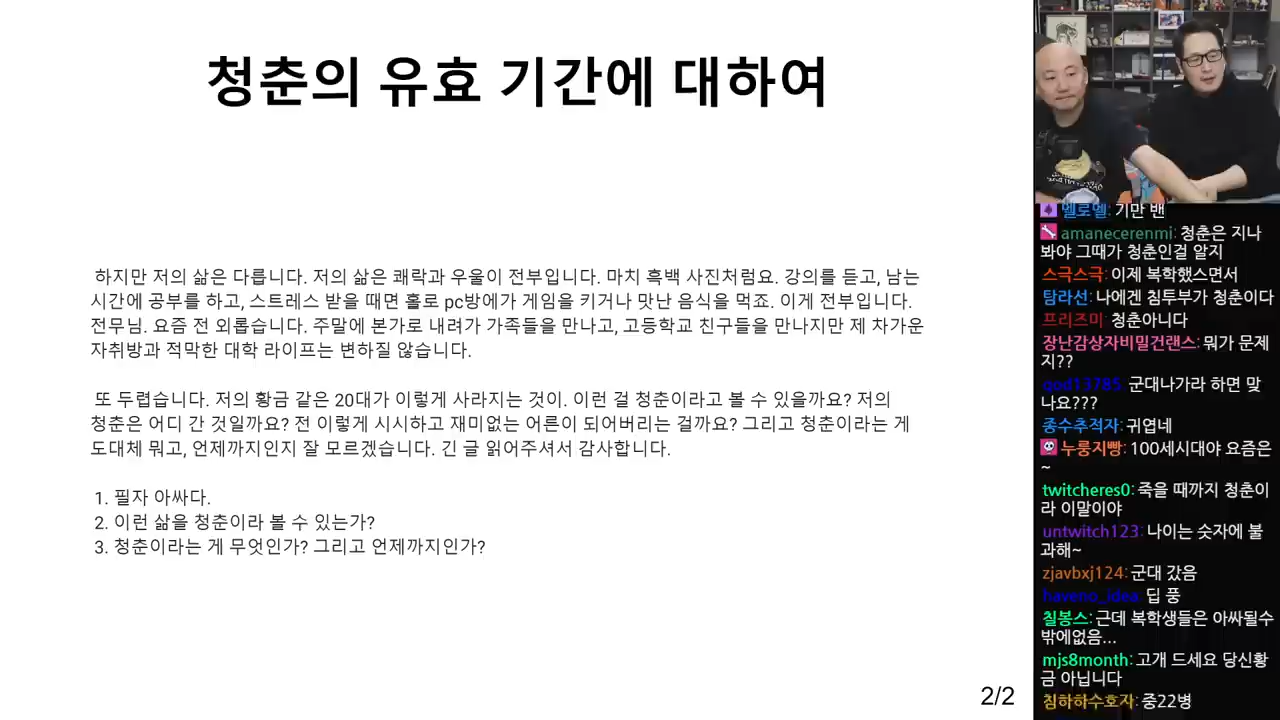 청춘의 유효 기간에 대하여
하지만 저의 삶은 다릅니다. 저의 삶은 쾌락과 우울이 전부입니다. 마치 흑백 사진처럼요. 강의를 듣고, 남는
시간에 공부를 하고, 스트레스 받을 때면 홀로 pc방에가 게임을 키거나 맛난 음식을 먹죠. 이게 전부입니다.
전무님. 요즘 전 외롭습니다. 주말에 본가로 내려가 가족들을 만나고, 고등학교 친구들을 만나지만 제 차가운
자취방과 적막한 대학 라이프는 변하질 않습니다.
또 두렵습니다. 저의 황금 같은 20대가 이렇게 사라지는 것이. 이런 걸 청춘이라고 볼 수 있을까요? 저의
청춘은 어디 간 것일까요? 전 이렇게 시시하고 재미없는 어른이 되어버리는 걸까요? 그리고 청춘이라는 게
도대체 뭐고, 언제까지인지 잘 모르겠습니다. 긴 글 읽어주셔서 감사합니다.
1. 필자 아싸다.
2. 이런 삶을 청춘이라 볼 수 있는가?
3. 청춘이라는 게 무엇인가? 그리고 언제까지인가?
2/2
멜로멜: 기만 밴
amanecerenmi: 청춘은 지나
봐야 그때가 청춘인걸 알지
스극스극: 이제 복학했스면서
탐라선: 나에겐 침투부가 청춘이다
프리즈미: 청춘아니다
장난감상자비밀건랜스: 뭐가 문제
지??
god13785: 군대나가라 하면 맞
나요???
종수추적자: 귀엽네
누룽지빵: 100세시대야 요즘은
~
twitcheres0: 죽을 때까지 청춘이
라 이말이야
untwitch123: 나이는 숫자에 불
과해~
zjavbxj124: 군대 갔음
haveno_idea: 딥 풍
칠봉스: 근데 복학생들은 아싸될수
밖에없음...
mjs8month: 고개 드세요 당신황
금 아닙니다
침하하수호자: 중22병